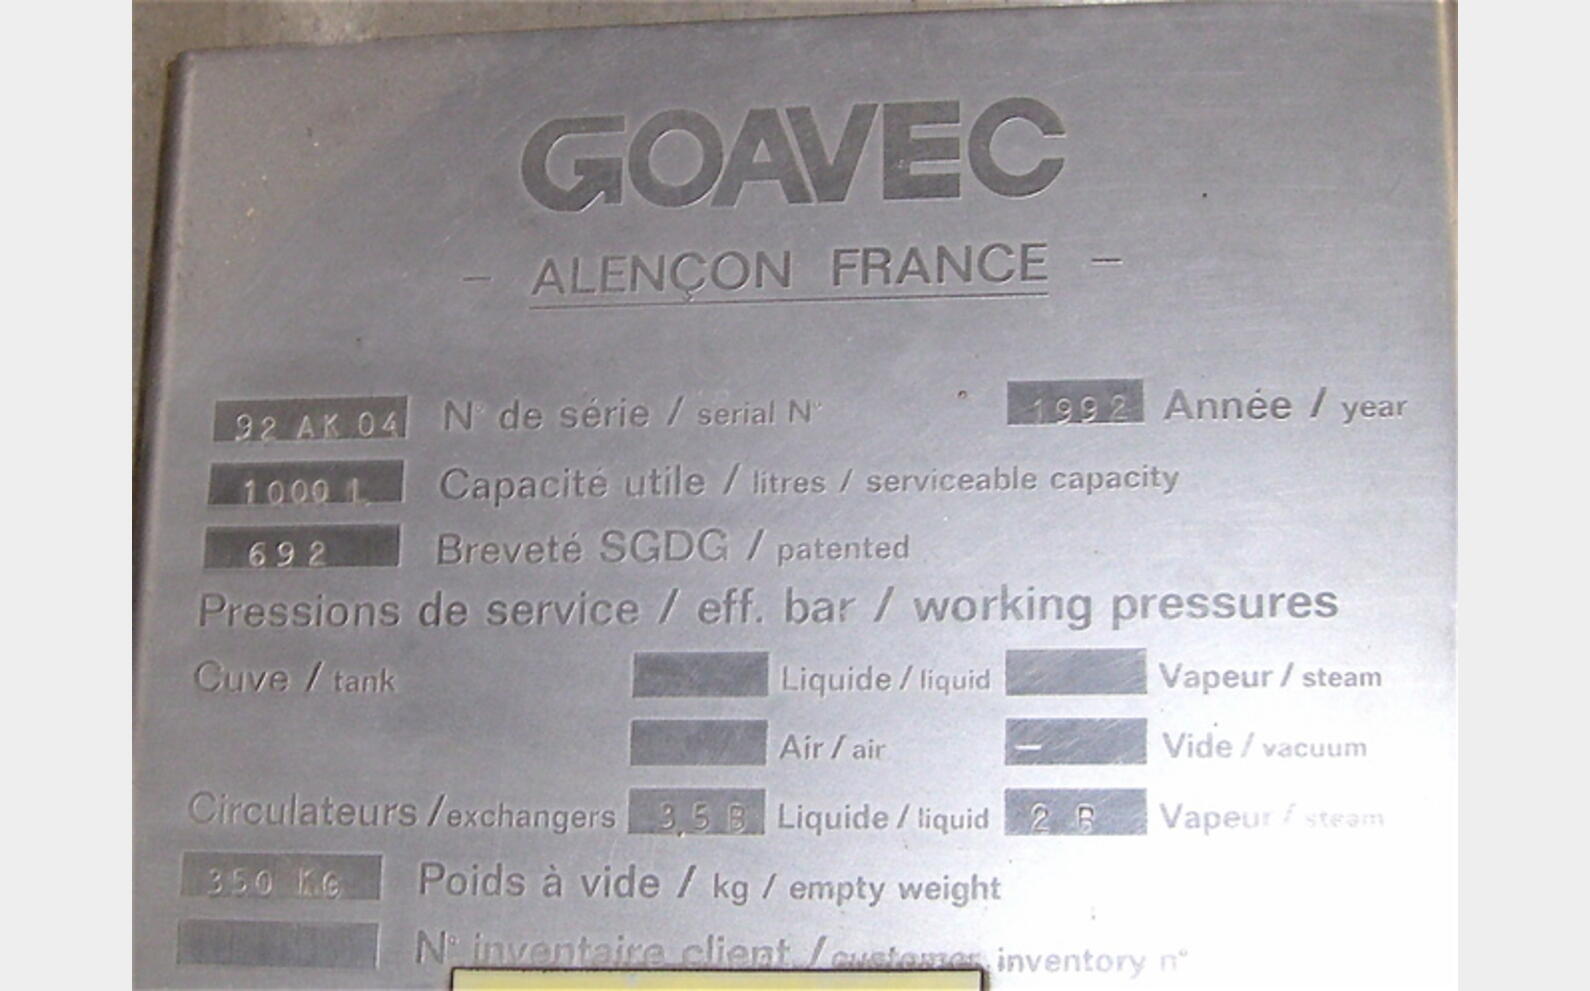 GOAVEC
- ALENÇON FRANCE -
92 AK 04 N° de série / serial N° 1992 Année / year
1000 L Capacité utile / litres / serviceable capacity
692 Breveté SGDG / patented
Pressions de service / eff. bar / working pressures
Cuve / tank Liquide / liquid Vapeur / steam
Air / air – Vide / vacuum
Circulateurs / exchangers 3,5 B Liquide / liquid 2 B Vapeur / steam
350 KG Poids à vide / kg / empty weight
N° inventaire client / customer inventory n°